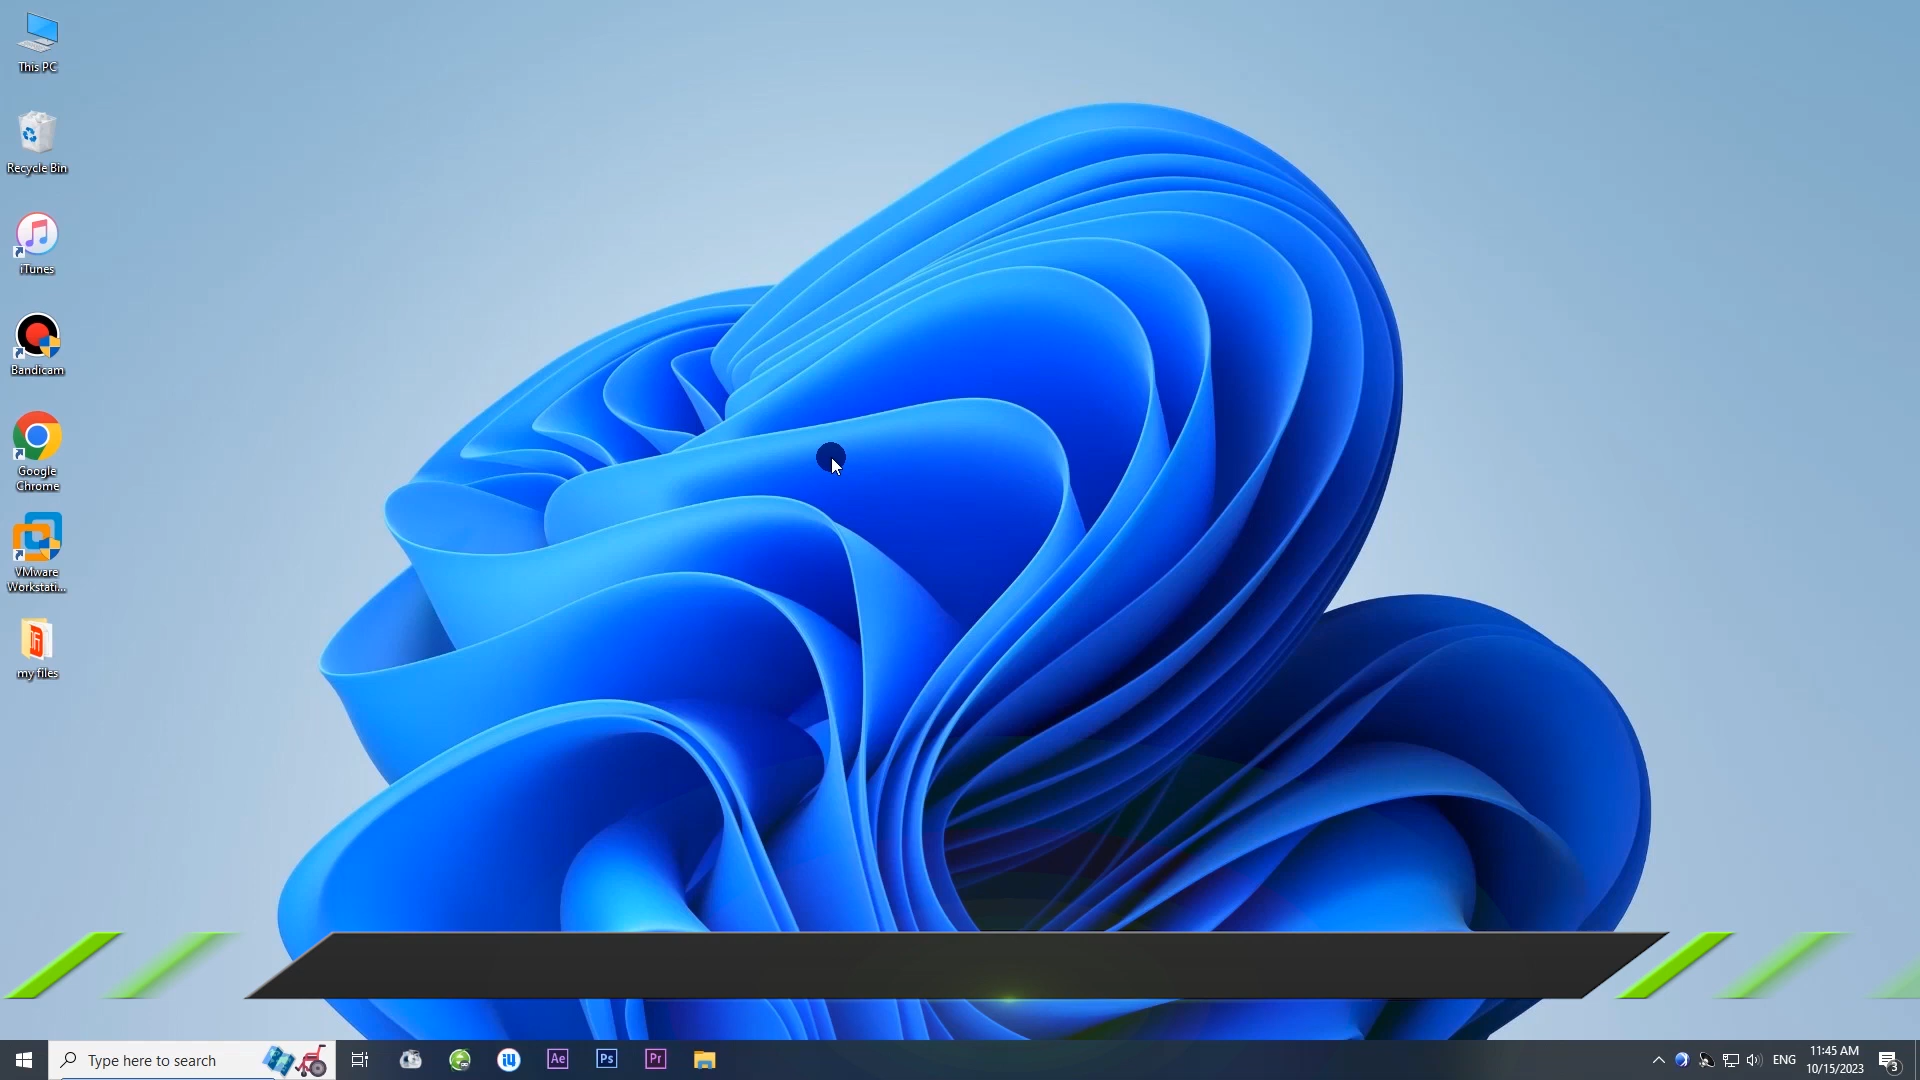 This PC
Recycle Bin
iTunes
Bandicam
Google
Chrome
VMware
Workstati...
my files
Type here to search
Ae
Ps
Pr
ENG
11:45 AM
10/15/2023
3